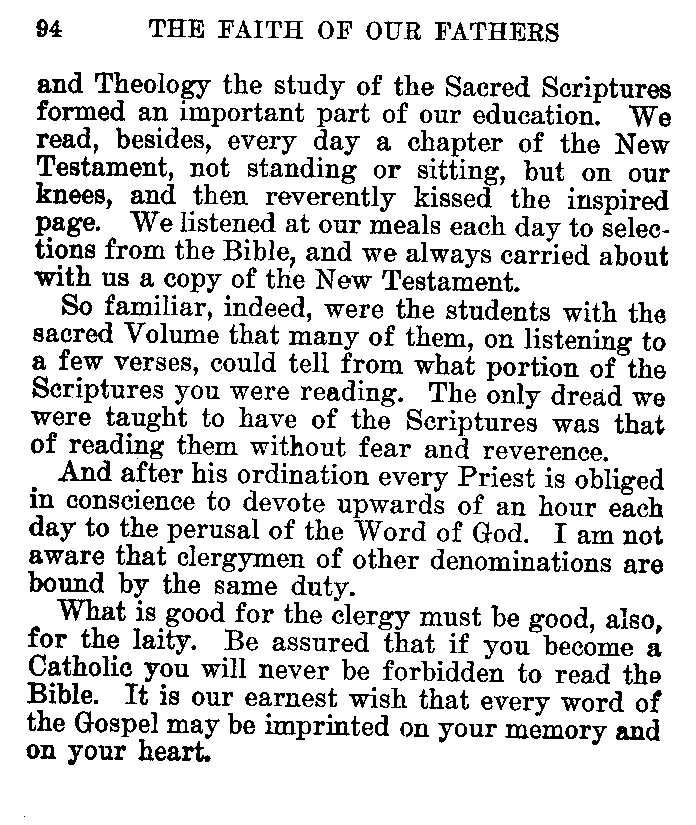 94 THE FAITH OF OUR FATHERS
and Theology the study of the Sacred Scriptures
formed an important part of our education. We
read, besides, every day a chapter of the New
Testament, not standing or sitting, but on our
knees, and then reverently kissed the inspired
page. We listened at our meals each day to selec-
tions from the Bible, and we always carried about
with us a copy of the New Testament.
So familiar, indeed, were the students with the
sacred Volume that many of them, on listening to
a few verses, could tell from what portion of the
Scriptures you were reading. The only dread we
were taught to have of the Scriptures was that
of reading them without fear and reverence.
And after his ordination every Priest is obliged
in conscience to devote upwards of an hour each
day to the perusal of the Word of God. I am not
aware that clergymen of other denominations are
bound by the same duty.
What is good for the clergy must be good, also,
for the laity. Be assured that if you become a
Catholic you will never be forbidden to read the
Bible. It is our earnest wish that every word of
the Gospel may be imprinted on your memory and
on your heart.